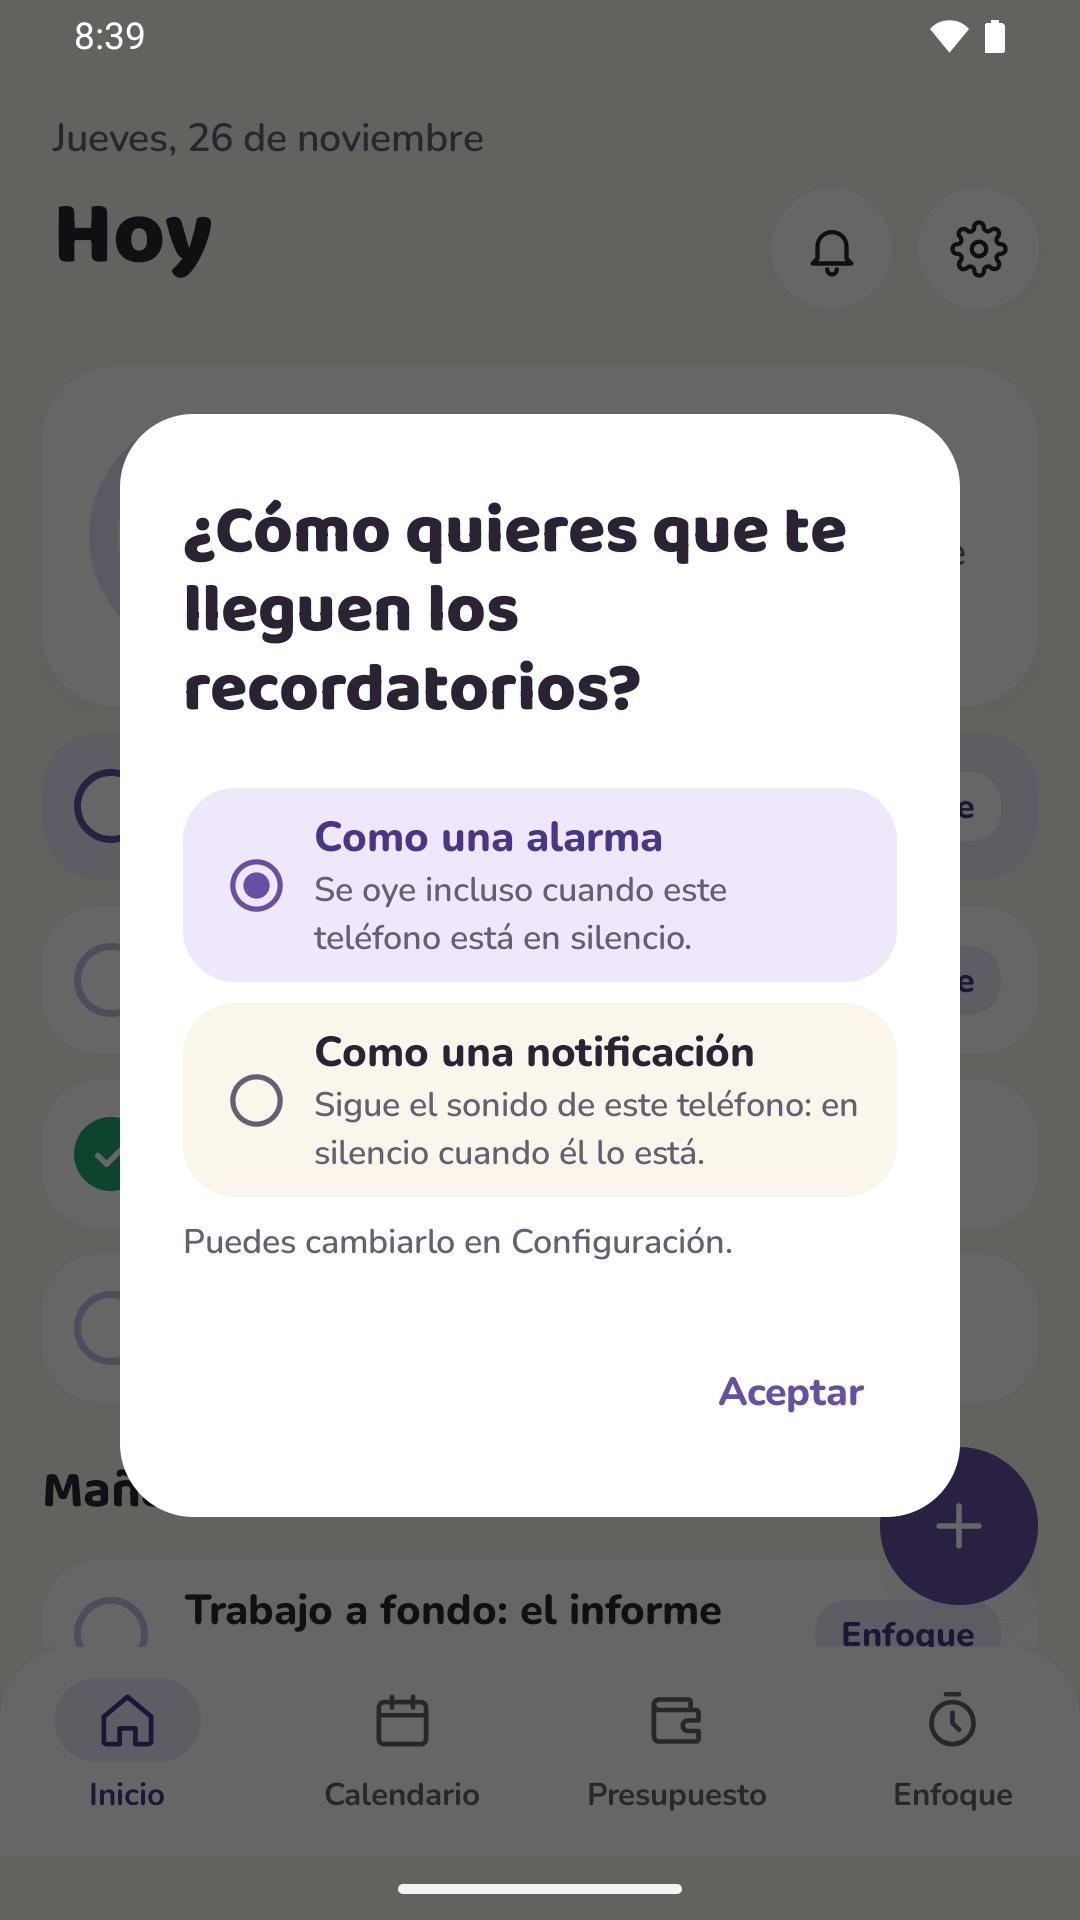 8:39
Jueves, 26 de noviembre
Hoy
¿Cómo quieres que te
lleguen los
recordatorios?
Como una alarma
Se oye incluso cuando este
teléfono está en silencio.
Como una notificación
Sigue el sonido de este teléfono: en
silencio cuando él lo está.
Puedes cambiarlo en Configuración.
Aceptar
Trabajo a fondo: el informe
Enfoque
Inicio
Calendario
Presupuesto
Enfoque